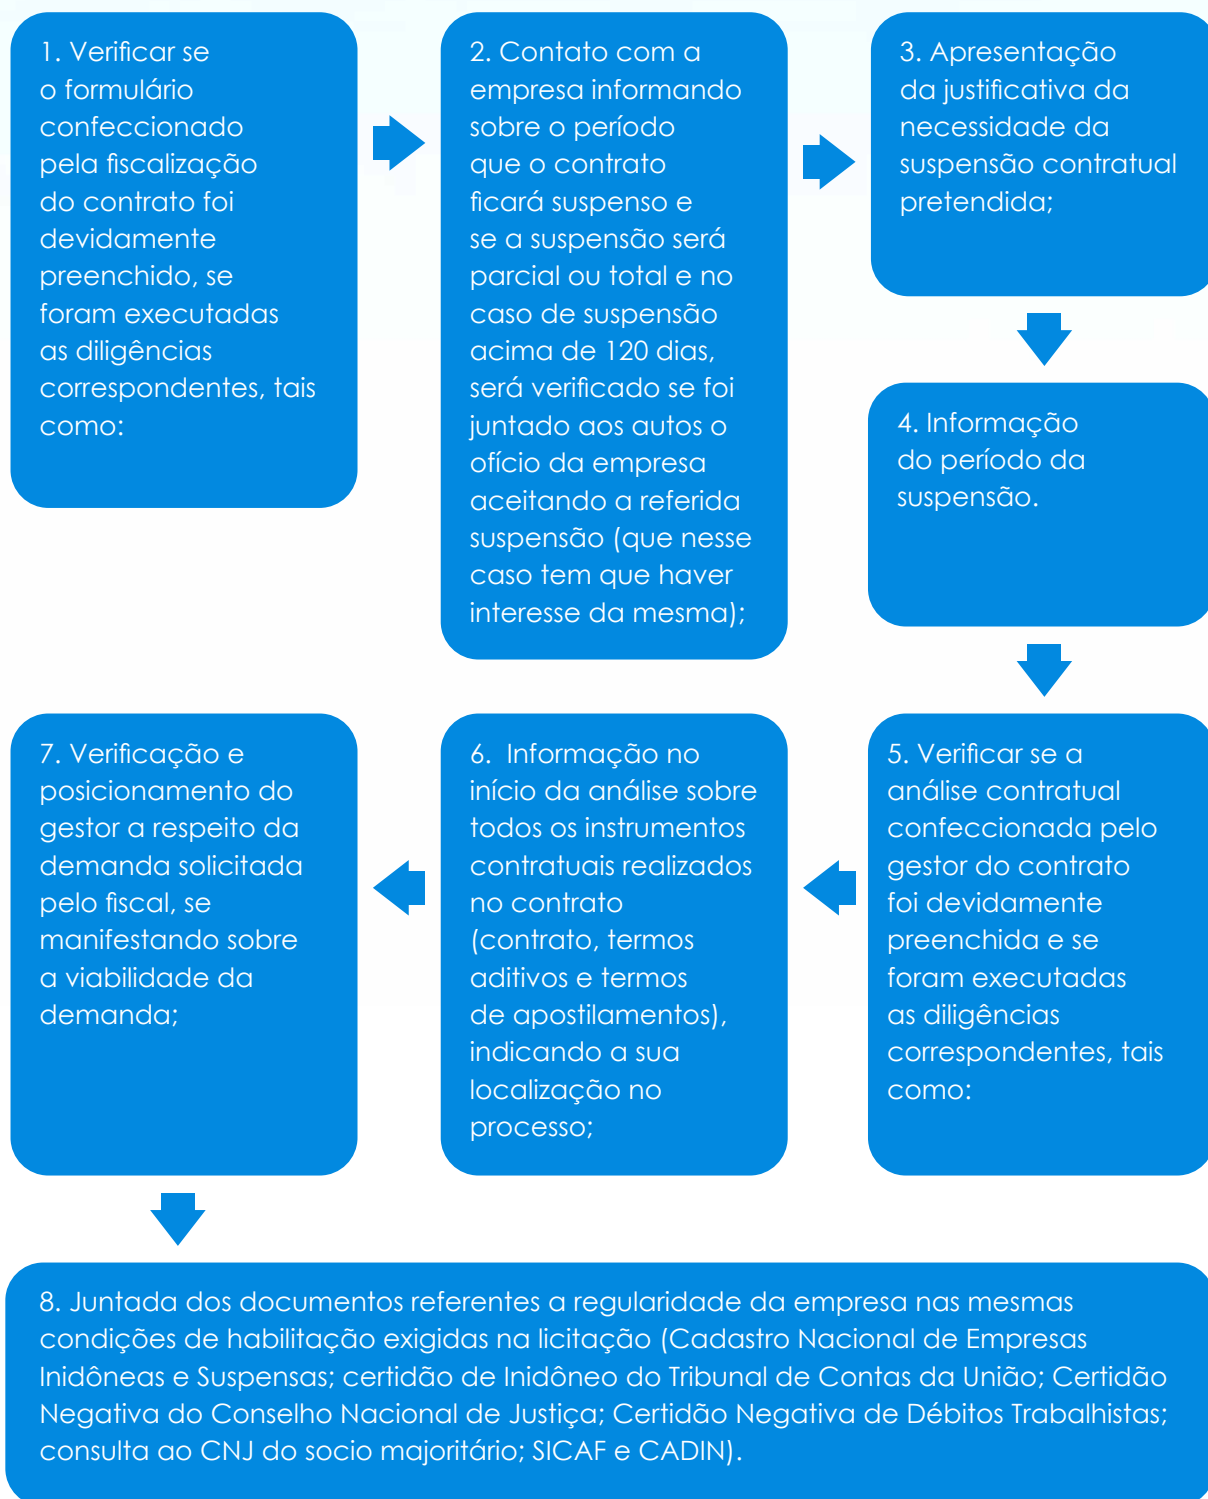 1. Verificar se
o formulário
confeccionado
pela fiscalização
do contrato foi
devidamente
preenchido, se
foram executadas
as diligências
correspondentes, tais
como:
2. Contato com a
empresa informando
sobre o período
que o contrato
ficará suspenso e
se a suspensão será
parcial ou total e no
caso de suspensão
acima de 120 dias,
será verificado se foi
juntado aos autos o
ofício da empresa
aceitando a referida
suspensão (que nesse
caso tem que haver
interesse da mesma);
3. Apresentação
da justificativa da
necessidade da
suspensão contratual
pretendida;
4. Informação
do período da
suspensão.
5. Verificar se a
análise contratual
confeccionada pelo
gestor do contrato
foi devidamente
preenchida e se
foram executadas
as diligências
correspondentes, tais
como:
6. Informação no
início da análise sobre
todos os instrumentos
contratuais realizados
no contrato
(contrato, termos
aditivos e termos
de apostilamentos),
indicando a sua
localização no
processo;
7. Verificação e
posicionamento do
gestor a respeito da
demanda solicitada
pelo fiscal, se
manifestando sobre
a viabilidade da
demanda;
8. Juntada dos documentos referentes a regularidade da empresa nas mesmas
condições de habilitação exigidas na licitação (Cadastro Nacional de Empresas
Inidôneas e Suspensas; certidão de Inidôneo do Tribunal de Contas da União; Certidão
Negativa do Conselho Nacional de Justiça; Certidão Negativa de Débitos Trabalhistas;
consulta ao CNJ do socio majoritário; SICAF e CADIN).